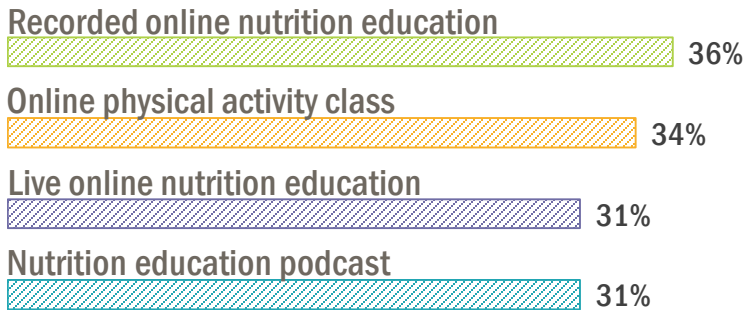 Recorded online nutrition education
36%
Online physical activity class
34%
Live online nutrition education
31%
Nutrition education podcast
31%